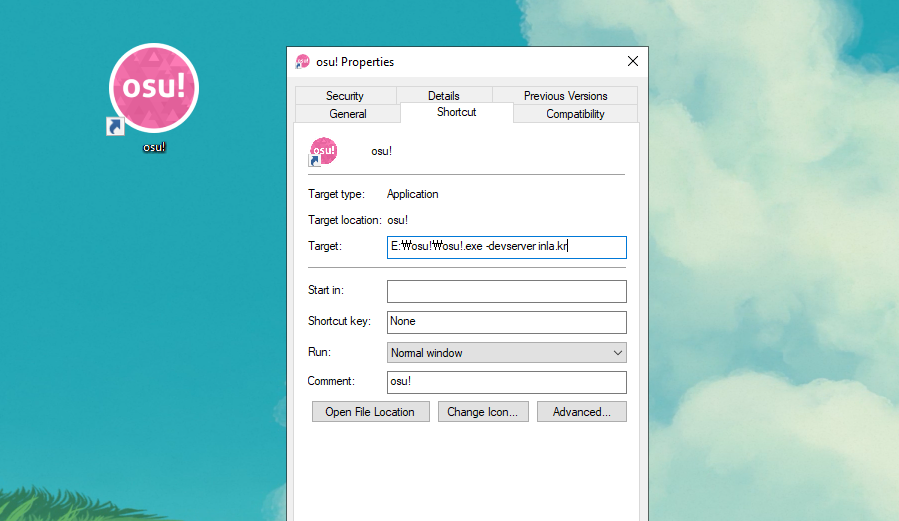 osu!
osu!
osu! Properties
Security Details Previous Versions
General Shortcut Compatibility
osu! osu!
Target type: Application
Target location: osu!
Target: E:₩osu!₩osu!.exe -devserver inla.kr
Start in:
Shortcut key: None
Run: Normal window
Comment: osu!
Open File Location Change Icon... Advanced...